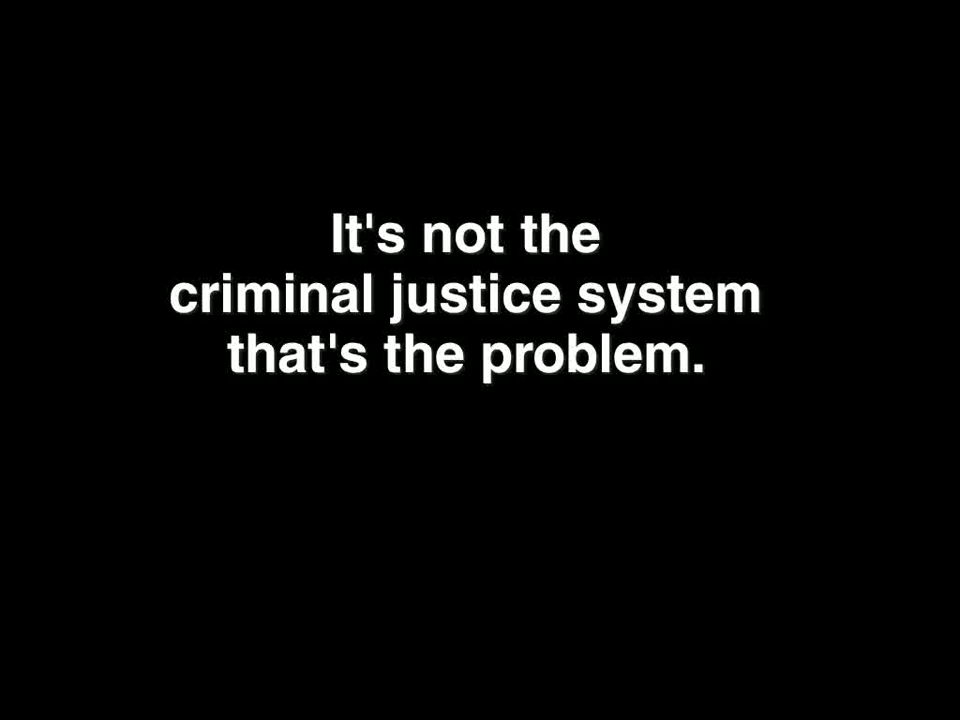 It's not the
criminal justice system
that's the problem.